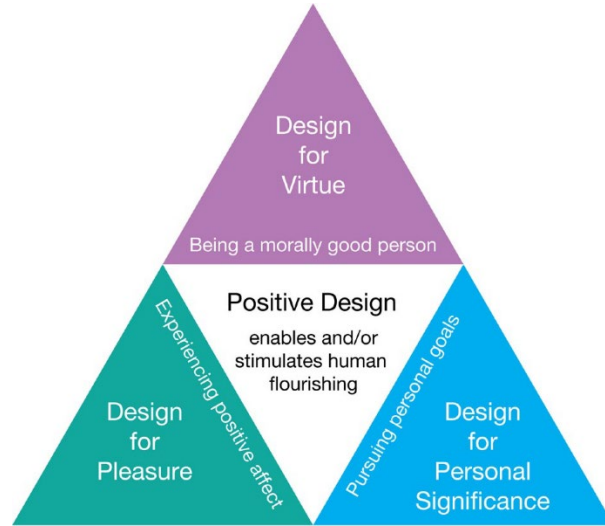 Design
for
Virtue
Being a morally good person
Positive Design
enables and/or
stimulates human
flourishing
Experiencing positive affect
Design
for
Pleasure
Pursuing personal goals
Design
for
Personal
Significance